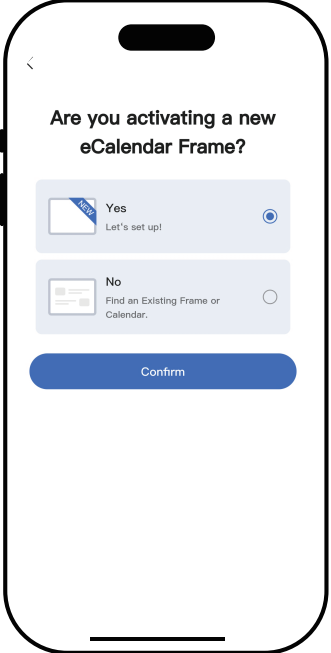 Are you activating a new
eCalendar Frame?
NEW
Yes
Let's set up!
No
Find an Existing Frame or
Calendar.
Confirm